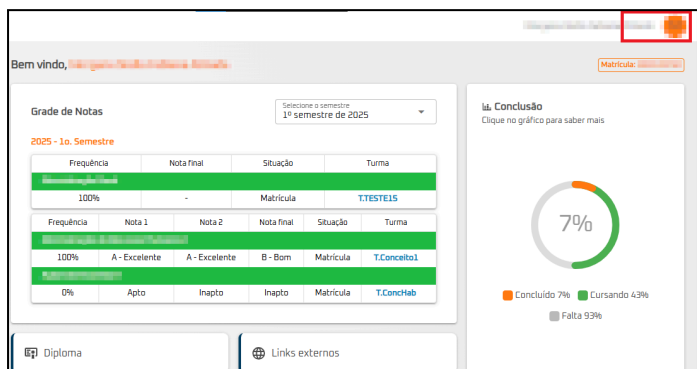 Bem vindo,
Matrícula:
Grade de Notas
Selecione o semestre
1º semestre de 2025
2025 - 1o. Semestre
Frequência Nota final Situação Turma
100% - Matrícula T.TESTE15
Frequência Nota 1 Nota 2 Nota final Situação Turma
100% A - Excelente A - Excelente B - Bom Matrícula T.Conceito1
0% Apto Inapto Inapto Matrícula T.ConcHab
Conclusão
Clique no gráfico para saber mais
7%
Concluído 7% Cursando 43%
Falta 93%
Diploma
Links externos